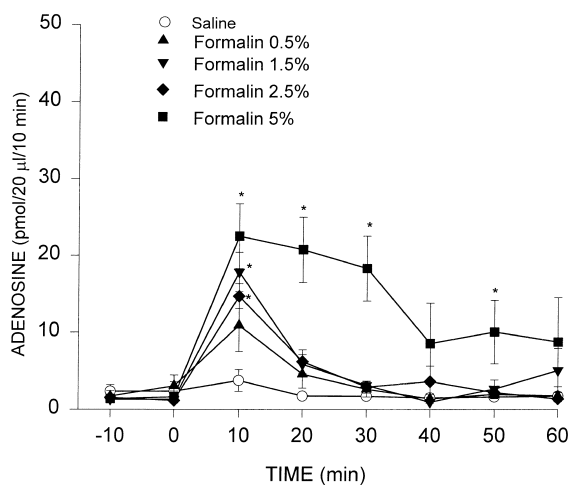 50
40
30
20
10
0
ADENOSINE (pmol/20 µl/10 min)
Saline
Formalin 0.5%
Formalin 1.5%
Formalin 2.5%
Formalin 5%
* * *
*
*
*
-10 0 10 20 30 40 50 60
TIME (min)